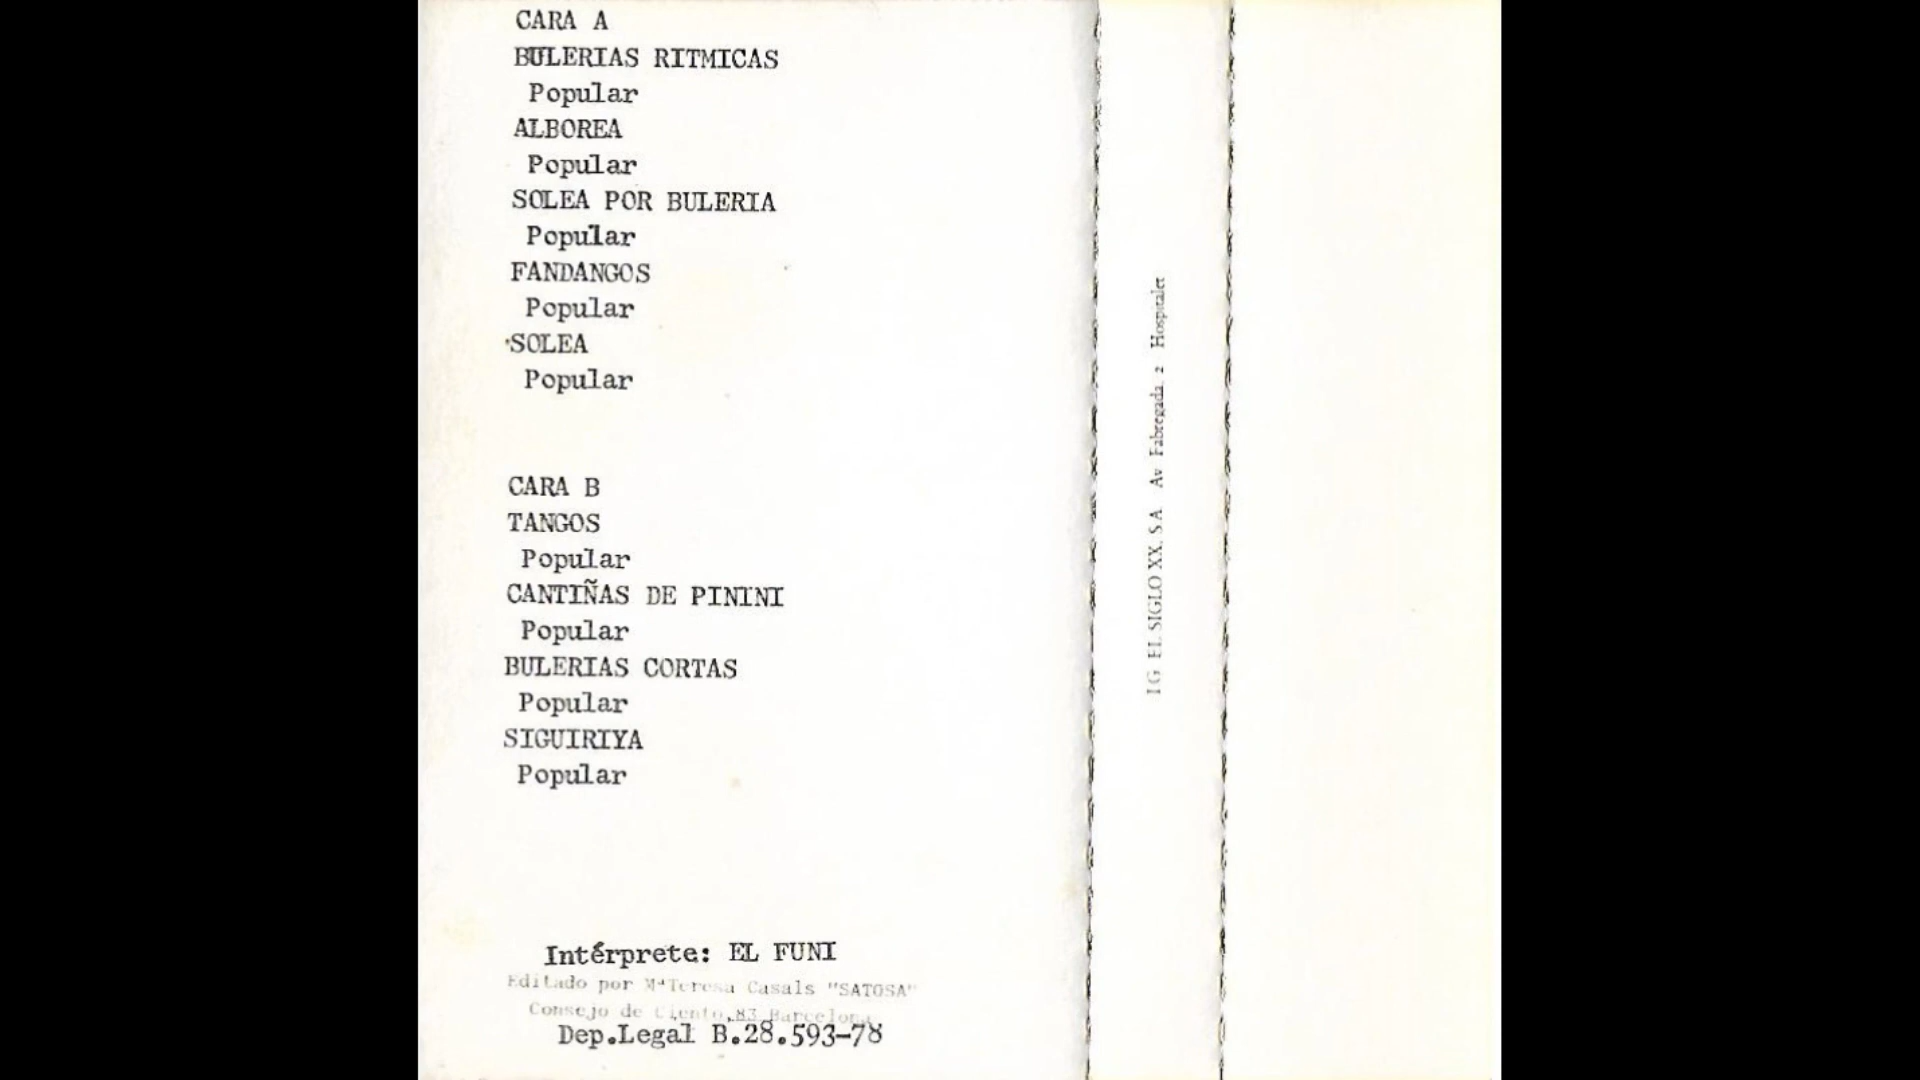 CARA A
BULERIAS RITMICAS
Popular
ALBOREA
Popular
SOLEA POR BULERIA
Popular
FANDANGOS
Popular
SOLEA
Popular
CARA B
TANGOS
Popular
CANTIÑAS DE PININI
Popular
BULERIAS CORTAS
Popular
SIGUIRIYA
Popular
Intérprete: EL FUNI
Editado por MªTeresa Casals "SATOSA"
Consejo de Ciento,83 Barcelona
Dep.Legal B.28.593-78
I G EL SIGLO XX, S A Av Fabregada, 2 Hospitalet